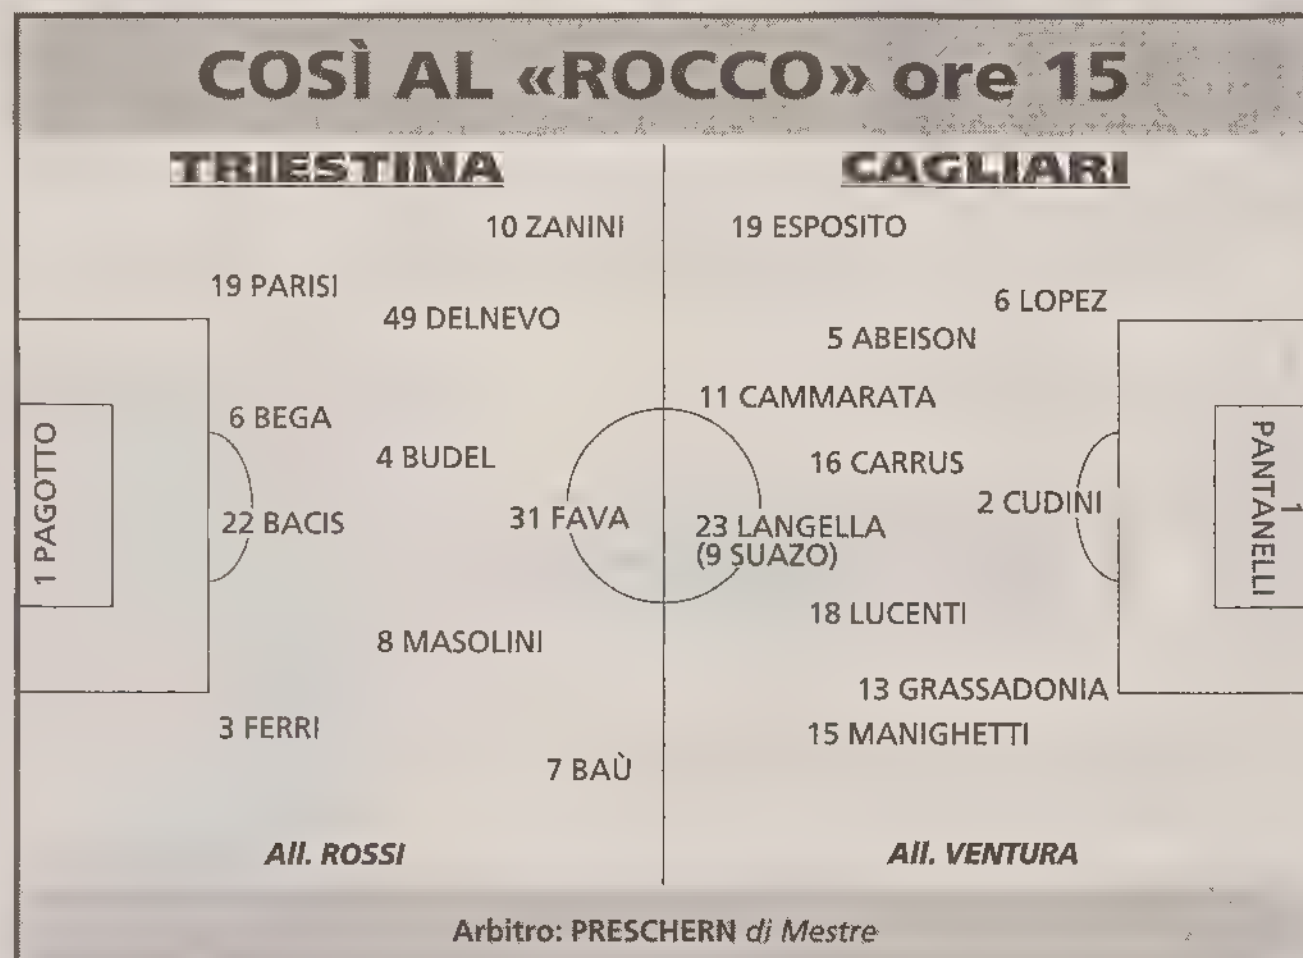 COSÌ AL «ROCCO» ore 15
TRIESTINA
10 ZANINI
19 PARISI
49 DELNEVO
6 BEGA
4 BUDEL
1 PAGOTTO
22 BACIS
31 FAVA
8 MASOLINI
3 FERRI
7 BAÙ
All. ROSSI
CAGLIARI
19 ESPOSITO
6 LOPEZ
5 ABEISON
11 CAMMARATA
16 CARRUS
2 CUDINI
1
PANTANELLI
23 LANGELLA
(9 SUAZO)
18 LUCENTI
13 GRASSADONIA
15 MANIGHETTI
All. VENTURA
Arbitro: PRESCHERN di Mestre